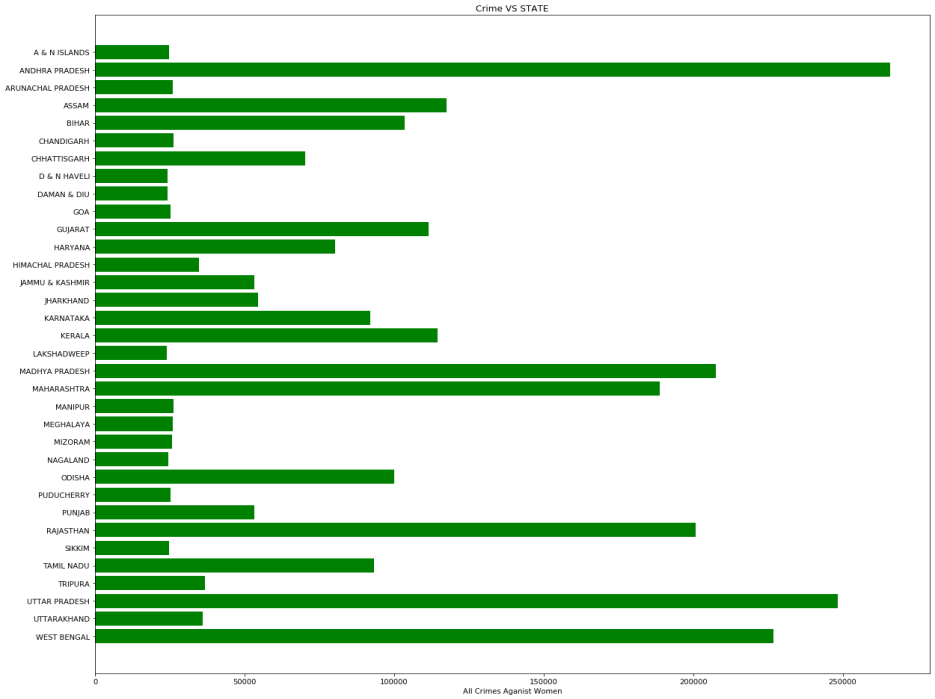 Crime VS STATE
A & N ISLANDS
ANDHRA PRADESH
ARUNACHAL PRADESH
ASSAM
BIHAR
CHANDIGARH
CHHATTISGARH
D & N HAVELI
DAMAN & DIU
GOA
GUJARAT
HARYANA
HIMACHAL PRADESH
JAMMU & KASHMIR
JHARKHAND
KARNATAKA
KERALA
LAKSHADWEEP
MADHYA PRADESH
MAHARASHTRA
MANIPUR
MEGHALAYA
MIZORAM
NAGALAND
ODISHA
PUDUCHERRY
PUNJAB
RAJASTHAN
SIKKIM
TAMIL NADU
TRIPURA
UTTAR PRADESH
UTTARAKHAND
WEST BENGAL
0 50000 100000 150000 200000 250000
All Crimes Aganist Women